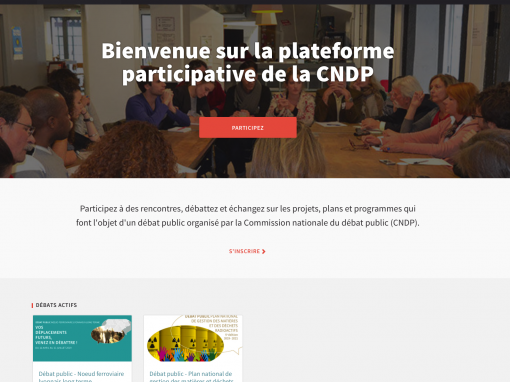 Bienvenue sur la plateforme
participative de la CNDP
PARTICIPEZ
Participez à des rencontres, débattez et échangez sur les projets, plans et programmes qui
font l'objet d'un débat public organisé par la Commission nationale du débat public (CNDP).
S'INSCRIRE
DÉBATS ACTIFS
VOS
DÉPLACEMENTS
FUTURS,
VENEZ EN DÉBATTRE !
DÉBAT PUBLIC PLAN NATIONAL
DE GESTION DES MATIÈRES
ET DES DÉCHETS
RADIOACTIFS
Débat public - Noeud ferroviaire
lyonnais long terme
Débat public - Plan national de
gestion des matières et déchets